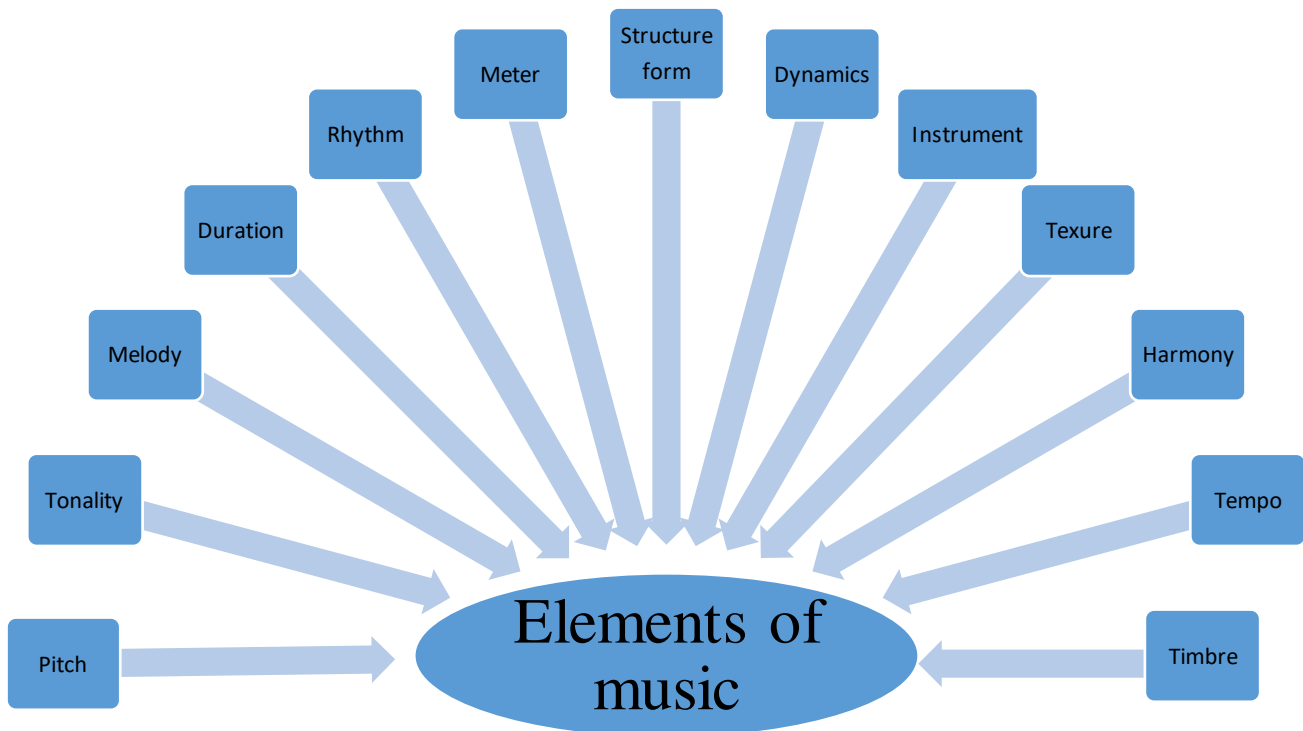 Structure
form
Meter
Dynamics
Rhythm
Instrument
Duration
Texure
Melody
Harmony
Tonality
Tempo
Pitch
Timbre
Elements of
music